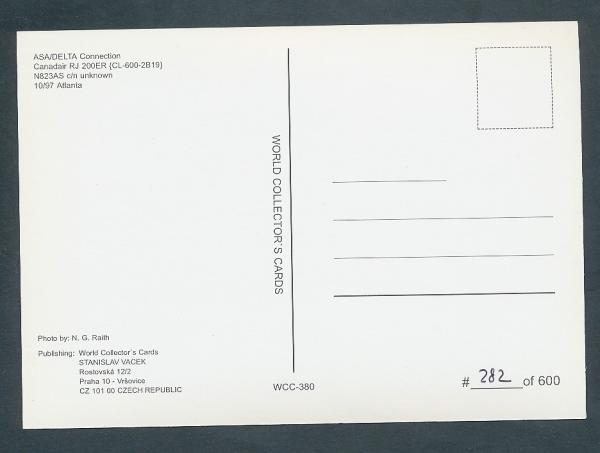 ASA/DELTA Connection
Canadair RJ 200ER {CL-600-2B19}
N823AS c/n unknown
10/97 Atlanta
WORLD COLLECTOR'S CARDS
Photo by: N. G. Raith
Publishing: World Collector's Cards
STANISLAV VACEK
Rostovská 12/2
Praha 10 - Vršovice
CZ 101 00 CZECH REPUBLIC
WCC-380
# 282 of 600